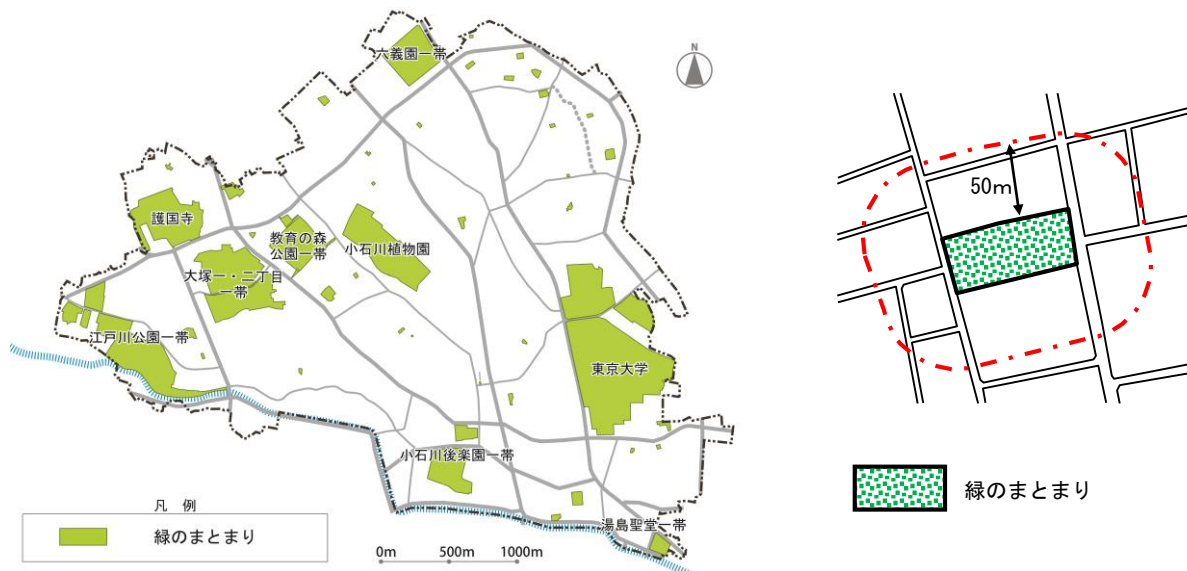 六義園一帯
N
護国寺
教育の森
公園一帯
小石川植物園
大塚一・二丁目
一帯
江戸川公園一帯
東京大学
小石川後楽園一帯
湯島聖堂一帯
凡 例
緑のまとまり
0m 500m 1000m
50m
緑のまとまり